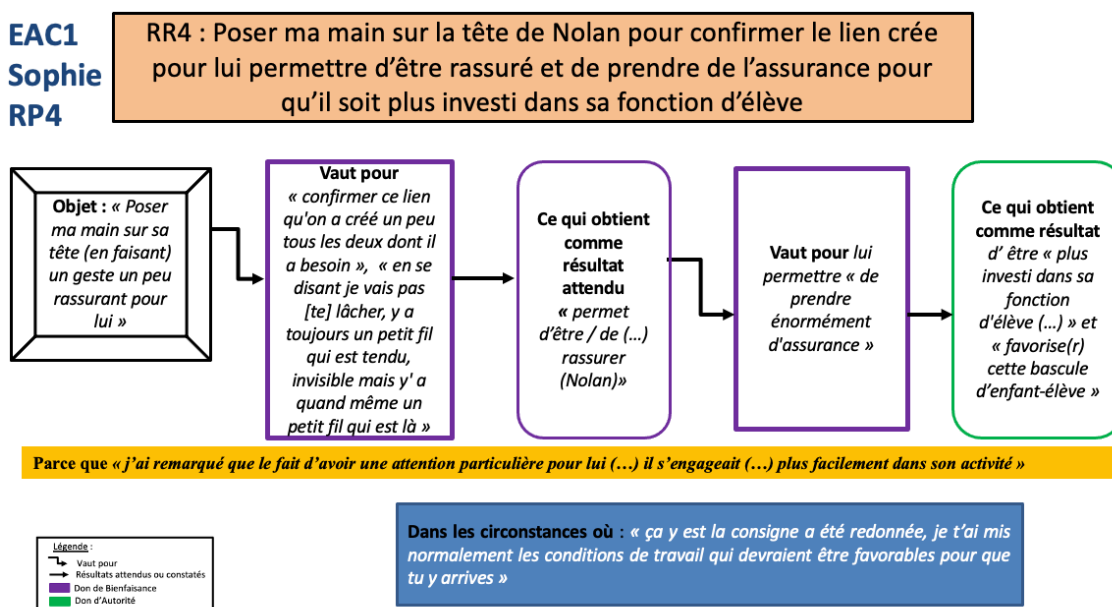 EAC1
Sophie
RP4
RR4 : Poser ma main sur la tête de Nolan pour confirmer le lien crée
pour lui permettre d’être rassuré et de prendre de l’assurance pour
qu’il soit plus investi dans sa fonction d’élève
Objet : « Poser
ma main sur sa
tête (en faisant)
un geste un peu
rassurant pour
lui »
Vaut pour
« confirmer ce lien
qu'on a créé un peu
tous les deux dont il
a besoin », « en se
disant je vais pas
[te] lâcher, y a
toujours un petit fil
qui est tendu,
invisible mais y' a
quand même un
petit fil qui est là »
Ce qui obtient
comme
résultat
attendu
« permet
d’être / de (…)
rassurer
(Nolan)»
Vaut pour lui
permettre « de
prendre
énormément
d'assurance »
Ce qui obtient
comme résultat
d’ être « plus
investi dans sa
fonction
d'élève (…) » et
« favorise(r)
cette bascule
d’enfant-élève »
Parce que « j’ai remarqué que le fait d’avoir une attention particulière pour lui (…) il s’engageait (…) plus facilement dans son activité »
Dans les circonstances où : « ça y est la consigne a été redonnée, je t’ai mis
normalement les conditions de travail qui devraient être favorables pour que
tu y arrives »
Légende :
Vaut pour
Résultats attendus ou constatés
Don de Bienfaisance
Don d’Autorité